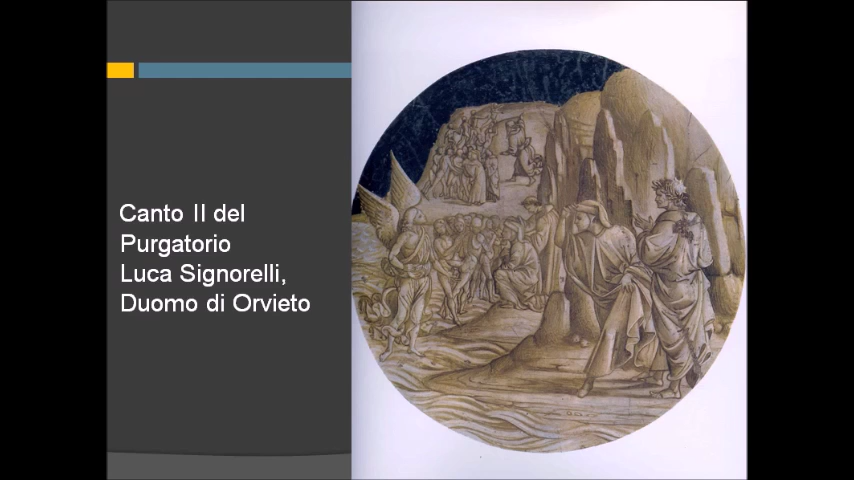 Canto II del
Purgatorio
Luca Signorelli,
Duomo di Orvieto